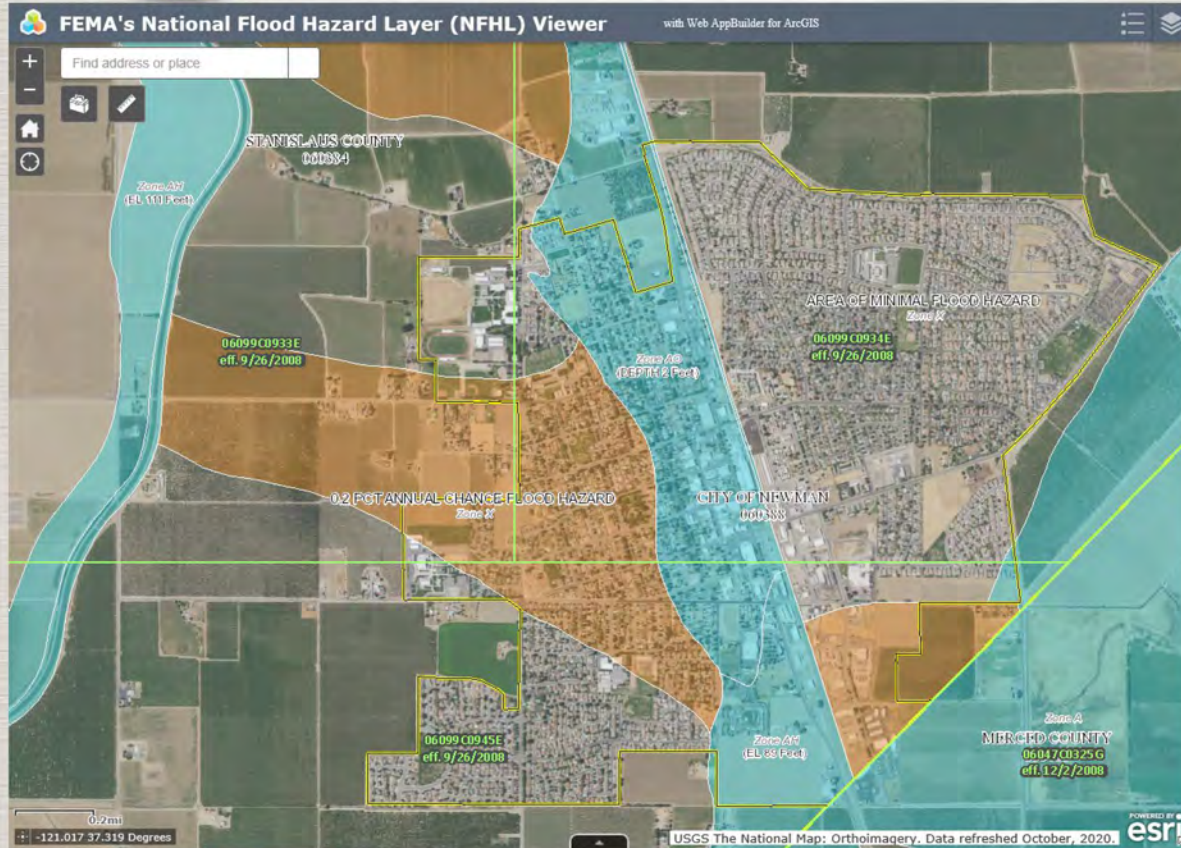 FEMA's National Flood Hazard Layer (NFHL) Viewer
with Web AppBuilder for ArcGIS
+
Find address or place
−
STANISLAUS COUNTY
060384
Zone AH
(EL 111 Feet)
AREA OF MINIMAL FLOOD HAZARD
Zone X
06099C0933E
eff. 9/26/2008
06099C0934E
eff. 9/26/2008
Zone AO
(DEPTH 2 Feet)
0.2 PCT ANNUAL CHANCE FLOOD HAZARD
Zone X
CITY OF NEWMAN
060388
Zone A
MERCED COUNTY
06047C0325G
eff. 12/2/2008
06099C0945E
eff. 9/26/2008
Zone AH
(EL 89 Feet)
0.2mi
-121.017 37.319 Degrees
USGS The National Map: Orthoimagery. Data refreshed October, 2020.
POWERED BY
esri